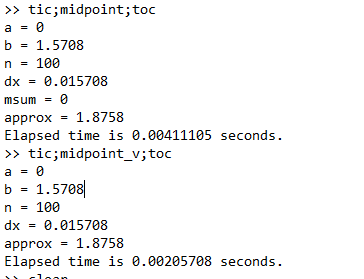 >> tic;midpoint;toc
a = 0
b = 1.5708
n = 100
dx = 0.015708
msum = 0
approx = 1.8758
Elapsed time is 0.00411105 seconds.
>> tic;midpoint_v;toc
a = 0
b = 1.5708
n = 100
dx = 0.015708
approx = 1.8758
Elapsed time is 0.00205708 seconds.
>> clean